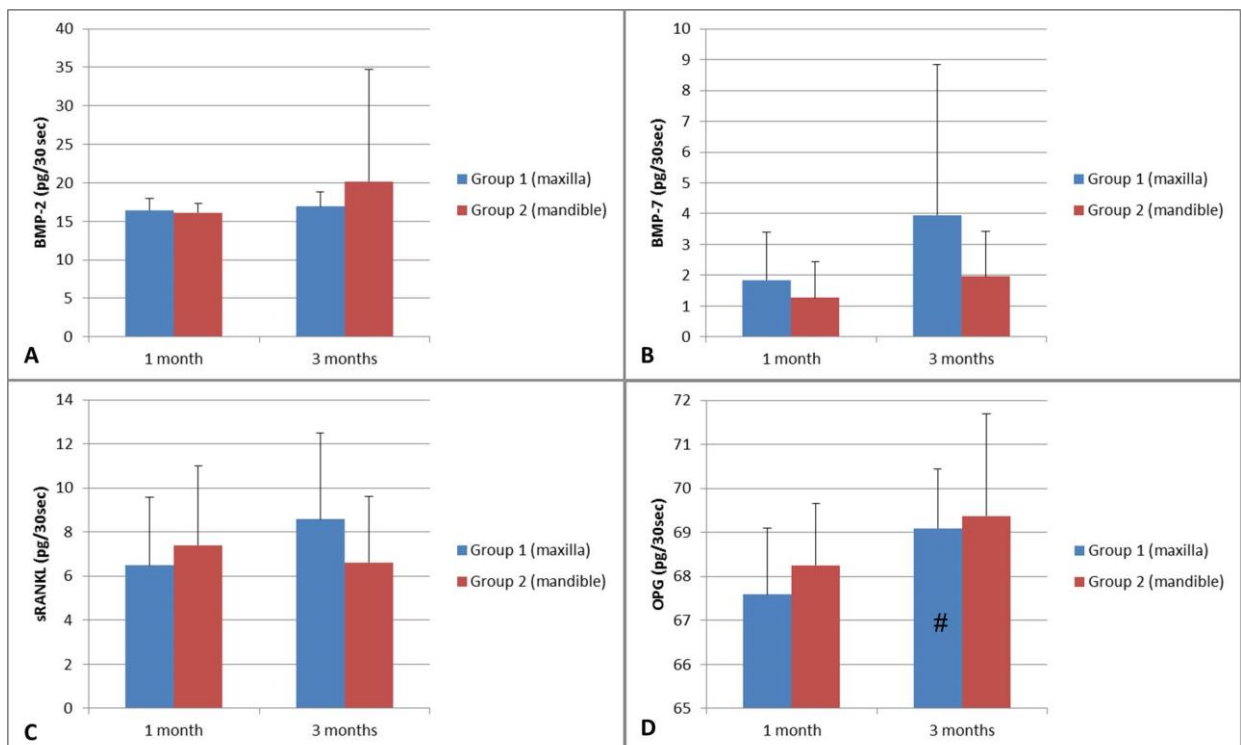 BMP-2 (pg/30 sec)
40
35
30
25
20
15
10
5
0
1 month
3 months
Group 1 (maxilla)
Group 2 (mandible)
A
BMP-7 (pg/30sec)
10
9
8
7
6
5
4
3
2
1
0
1 month
3 months
Group 1 (maxilla)
Group 2 (mandible)
B
sRANKL (pg/30sec)
14
12
10
8
6
4
2
0
1 month
3 months
Group 1 (maxilla)
Group 2 (mandible)
C
OPG (pg/30sec)
72
71
70
69
68
67
66
65
#
1 month
3 months
Group 1 (maxilla)
Group 2 (mandible)
D